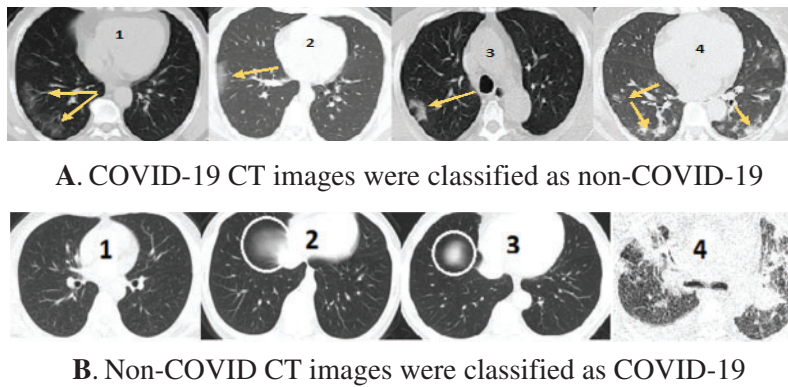 1 2 3 4
A. COVID-19 CT images were classified as non-COVID-19
1 2 3 4
B. Non-COVID CT images were classified as COVID-19